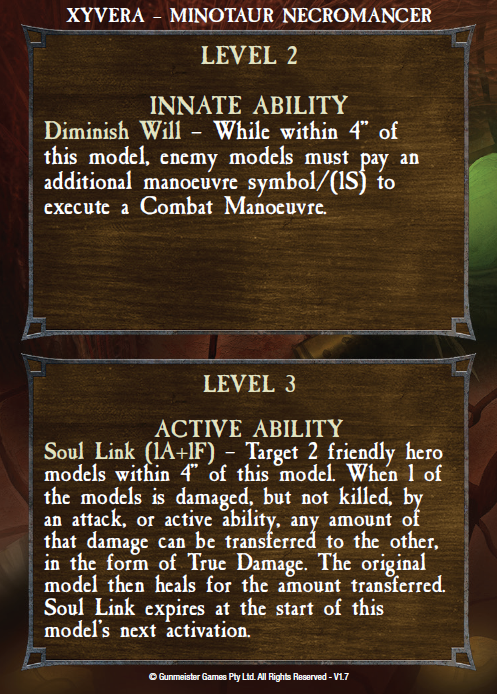 XYVERA – MINOTAUR NECROMANCER
LEVEL 2
INNATE ABILITY
Diminish Will – While within 4” of
this model, enemy models must pay an
additional manoeuvre symbol/(1S) to
execute a Combat Manoeuvre.
LEVEL 3
ACTIVE ABILITY
Soul Link (1A+1F) – Target 2 friendly hero
models within 4” of this model. When 1 of
the models is damaged, but not killed, by
an attack, or active ability, any amount of
that damage can be transferred to the other,
in the form of True Damage. The original
model then heals for the amount transferred.
Soul Link expires at the start of this
model’s next activation.
© Gunmeister Games Pty Ltd. All Rights Reserved - V1.7